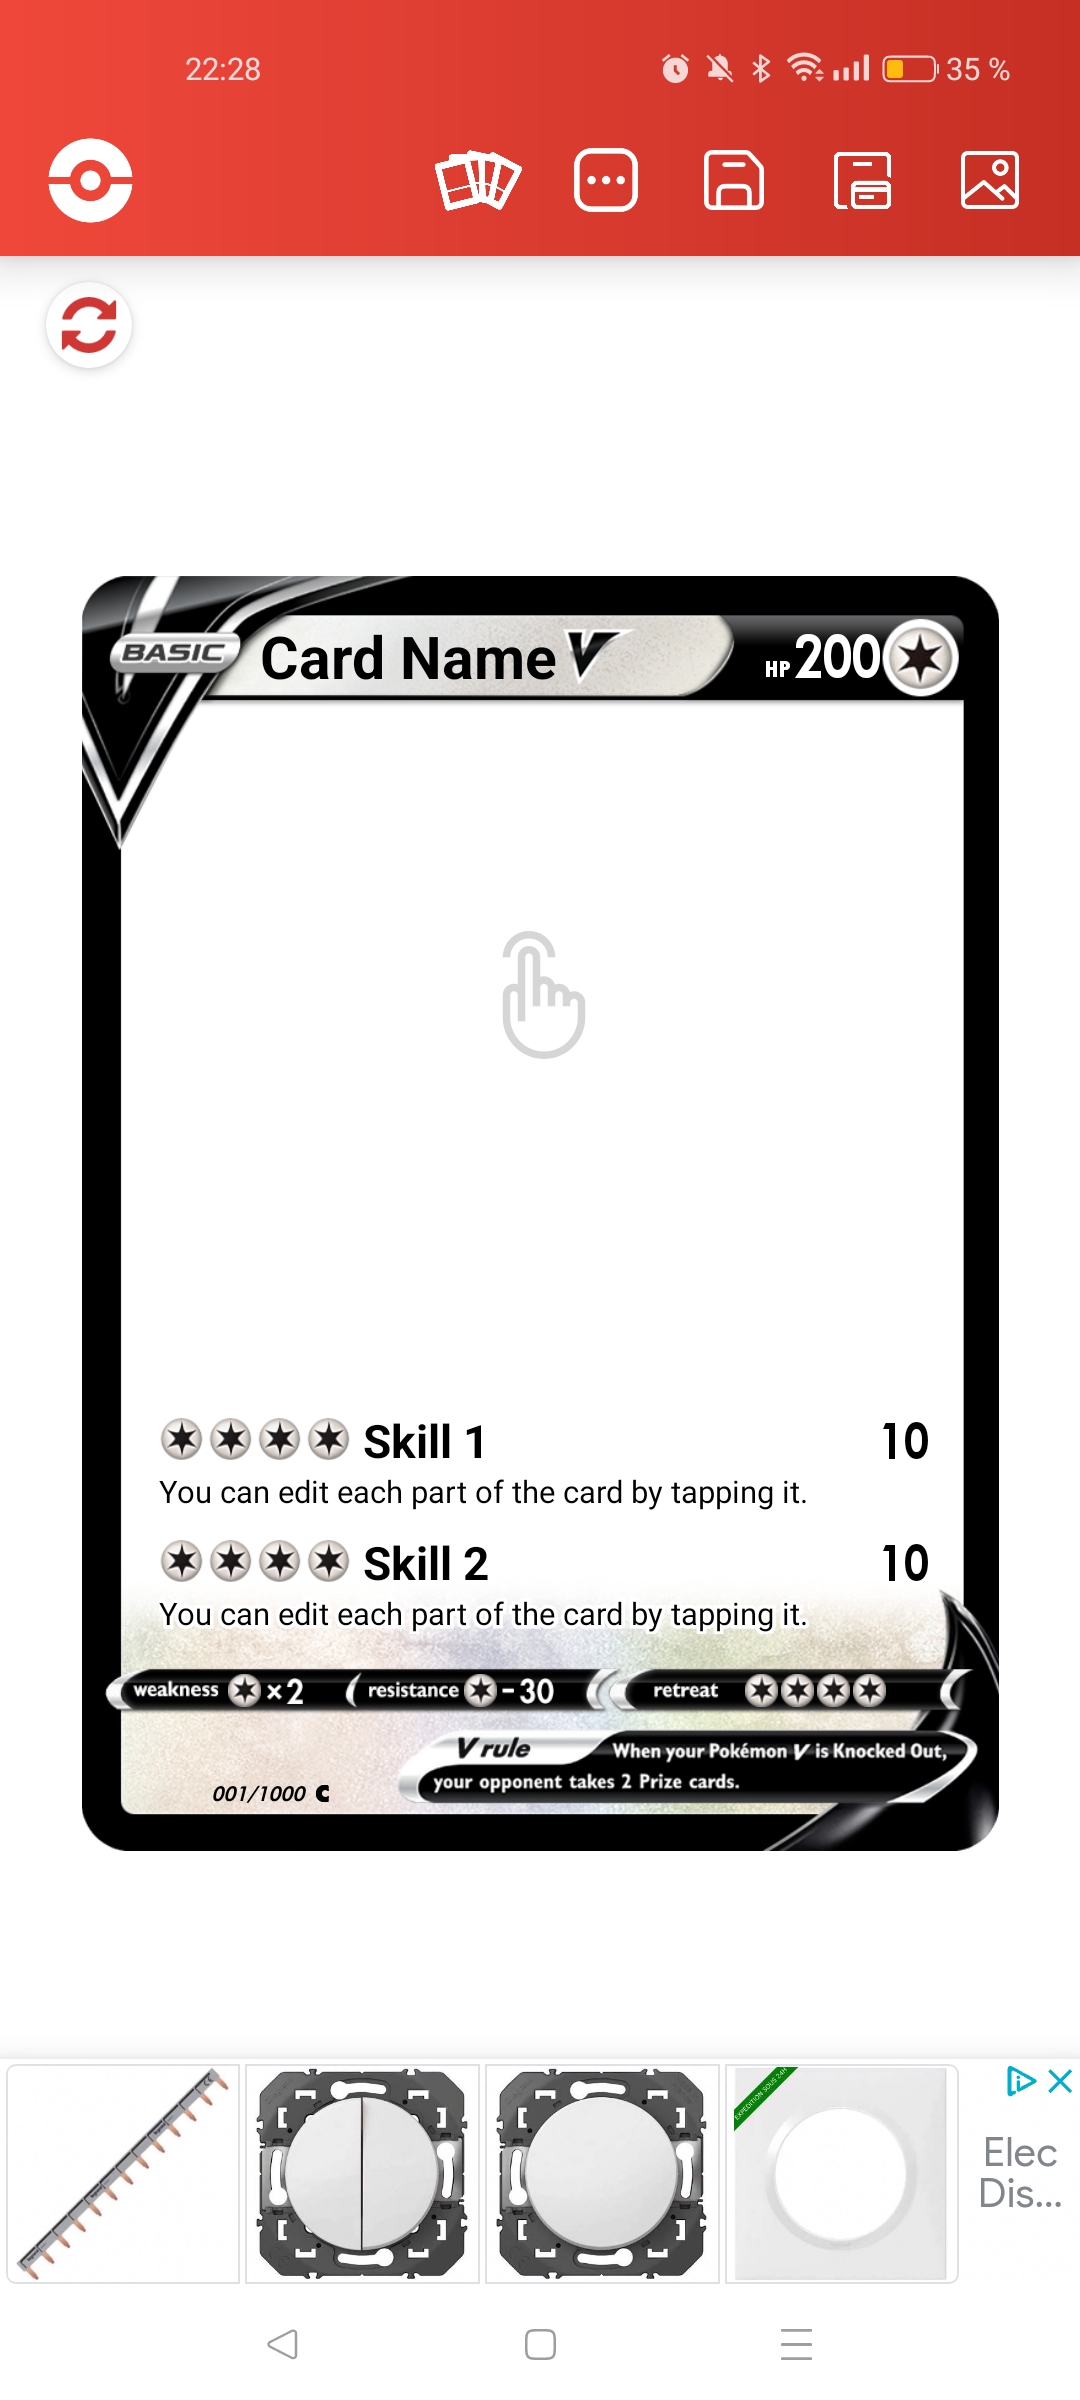 22:28
35 %
BASIC
Card Name V
HP 200
Skill 1
10
You can edit each part of the card by tapping it.
Skill 2
10
You can edit each part of the card by tapping it.
weakness ×2 resistance -30 retreat
V rule When your Pokémon V is Knocked Out,
your opponent takes 2 Prize cards.
001/1000 C
EXPEDITION SOUS 24H
Elec
Dis...